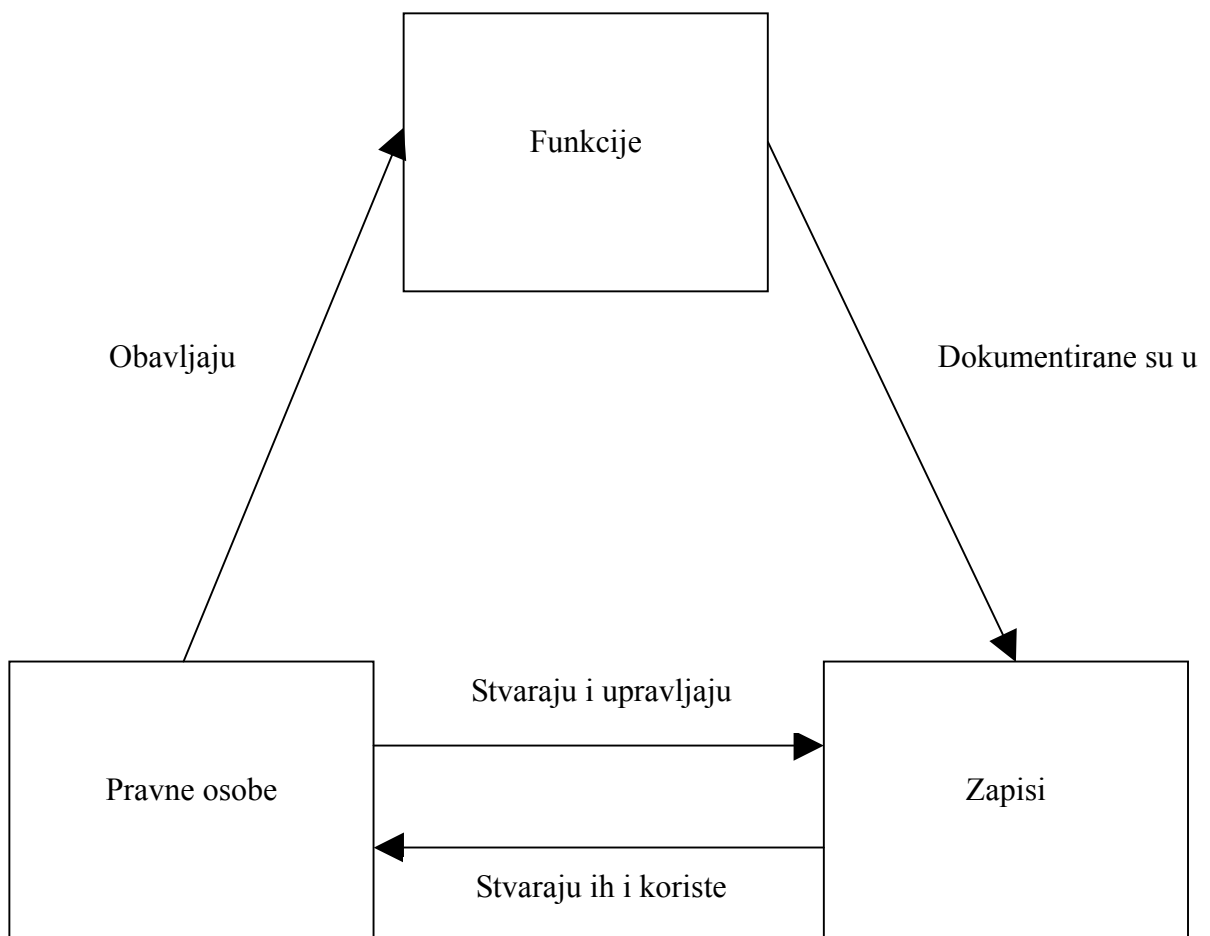 Funkcije
Obavljaju
Dokumentirane su u
Stvaraju i upravljaju
Pravne osobe
Zapisi
Stvaraju ih i koriste